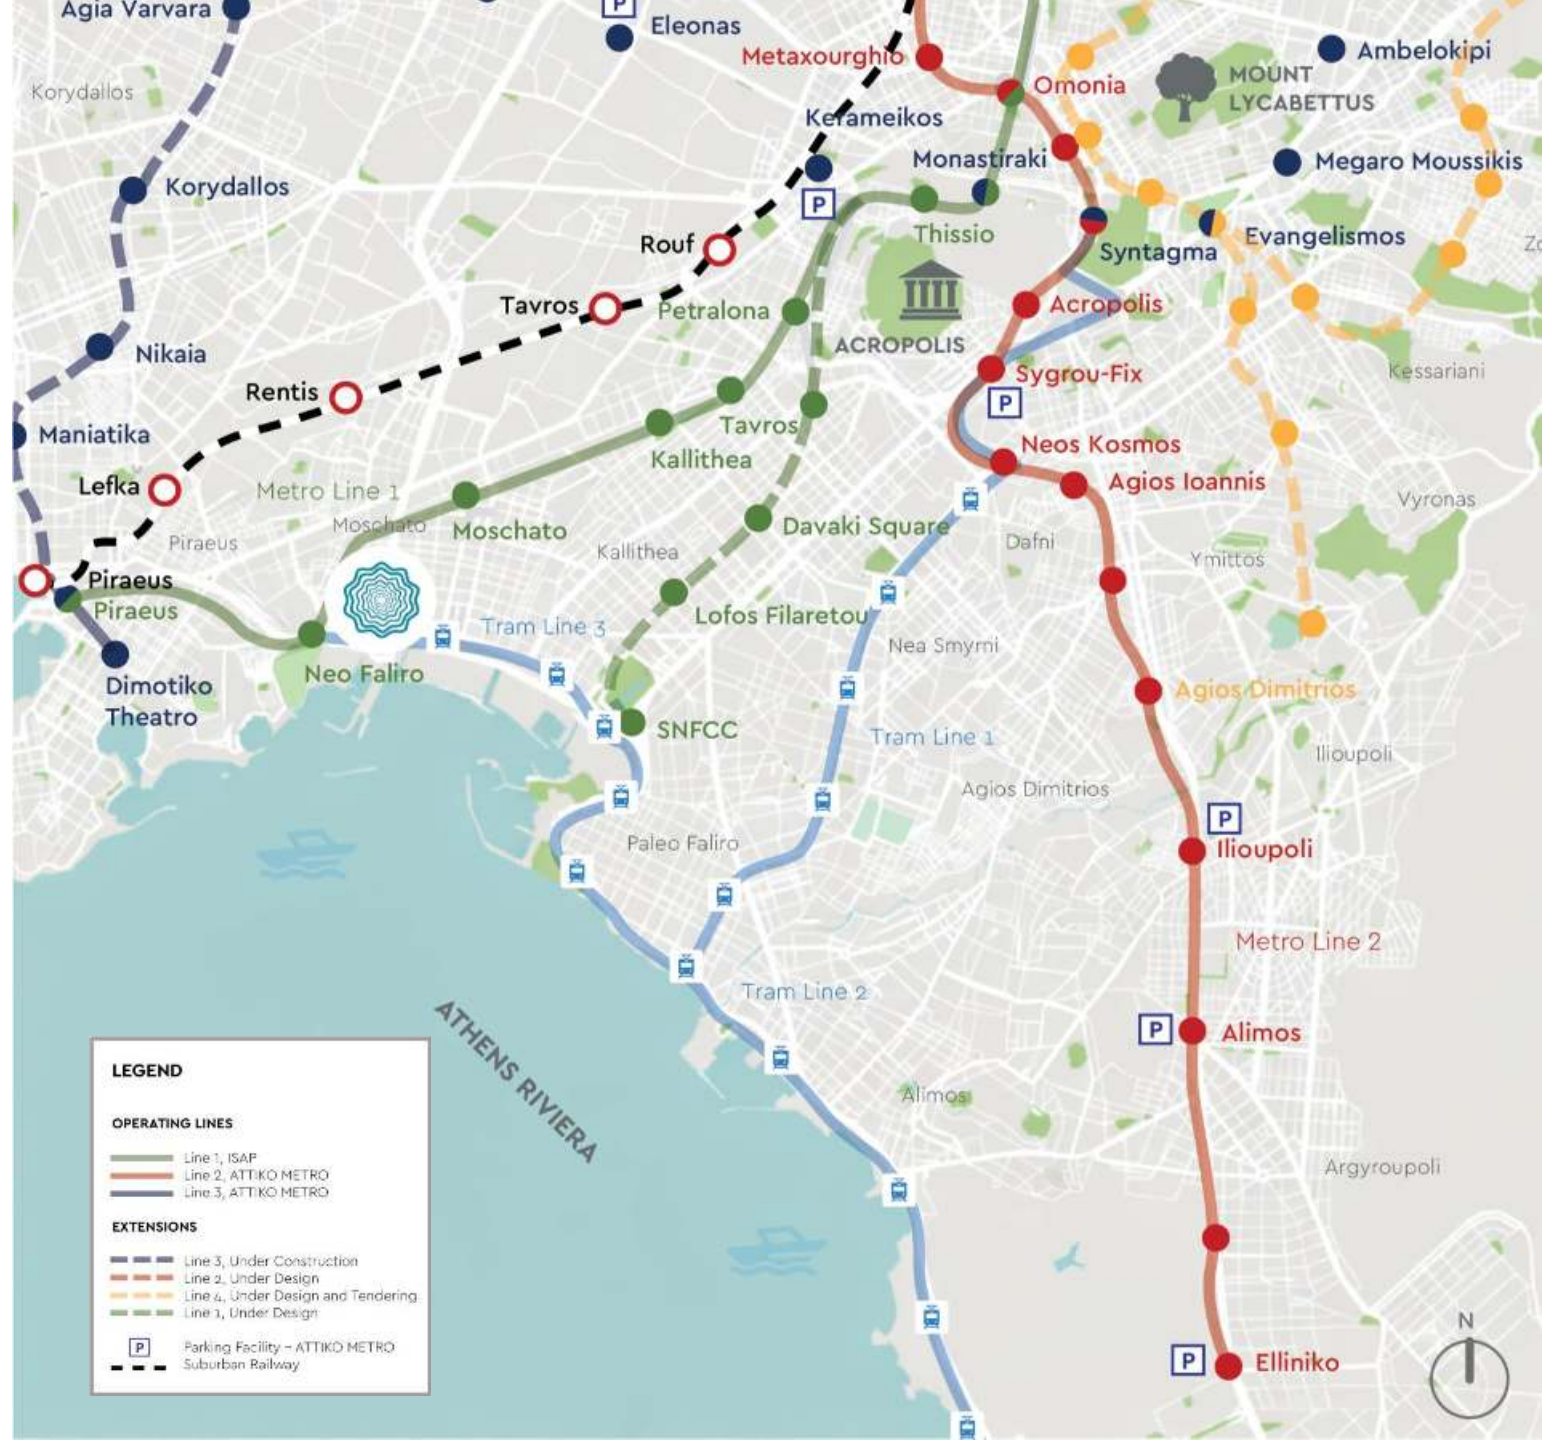 Agia Varvara
P
Eleonas
Metaxourghio
Omonia
MOUNT
LYCABETTUS
Ambelokipi
Korydallos
Kerameikos
Monastiraki
Megaro Moussikis
Korydallos
P
Thissio
Syntagma
Evangelismos
Rouf
Tavros
Petralona
Acropolis
ACROPOLIS
Nikaia
Sygrou-Fix
Kessariani
Rentis
P
Maniatika
Tavros
Neos Kosmos
Kallithea
Agios Ioannis
Lefka
Metro Line 1
Moschato
Moschato
Davaki Square
Vyronas
Piraeus
Kallithea
Dafni
Ymittos
Piraeus
Piraeus
Lofos Filaretou
Tram Line 3
Nea Smyrni
Neo Faliro
Dimotiko
Theatro
Agios Dimitrios
SNFCC
Tram Line 1
Ilioupoli
Agios Dimitrios
P
Paleo Faliro
Ilioupoli
Metro Line 2
Tram Line 2
ATHENS RIVIERA
P
Alimos
Alimos
Argyroupoli
LEGEND
OPERATING LINES
Line 1, ISAP
Line 2, ATTIKO METRO
Line 3, ATTIKO METRO
EXTENSIONS
Line 3, Under Construction
Line 2, Under Design
Line 4, Under Design and Tendering
Line 1, Under Design
P Parking Facility – ATTIKO METRO
Suburban Railway
N
P
Elliniko